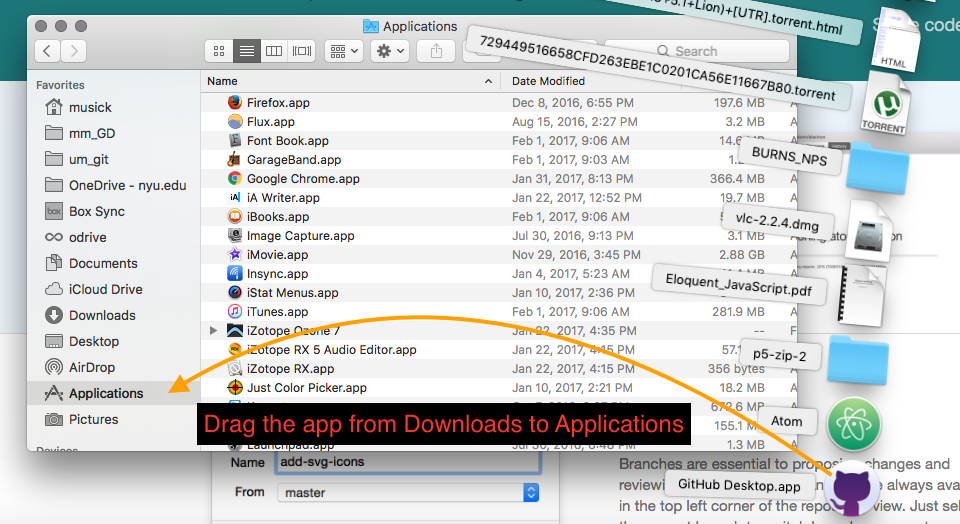 5.1+Lion)+[UTR].torrent.html
code
HTML
Applications
Search
729449516658CFD263EBE1C0201CA56E11667B80.torrent
TORRENT
Favorites
musick
mm_GD
um_git
OneDrive - nyu.edu
Box Sync
odrive
Documents
iCloud Drive
Downloads
Desktop
AirDrop
Applications
Pictures
Name Date Modified
Firefox.app Dec 8, 2016, 6:55 PM 197.6 MB A
Flux.app Aug 15, 2016, 2:27 PM 3.2 MB
Font Book.app Feb 1, 2017, 9:06 AM
GarageBand.app Feb 1, 2017, 9:03 AM
Google Chrome.app Jan 31, 2017, 8:13 PM 366.4 MB A
iA Writer.app Jan 22, 2017, 12:52 PM 19.7 MB
iBooks.app Feb 1, 2017, 9:06 AM
Image Capture.app Jul 30, 2016, 9:13 PM 3.1 MB A
iMovie.app Nov 29, 2016, 3:45 PM 2.88 GB A
Insync.app Jan 4, 2017, 5:23 AM
iStat Menus.app Jan 10, 2017, 2:36 PM
iTunes.app Feb 1, 2017, 9:06 AM 281.9 MB A
iZotope Ozone 7 Jan 22, 2017, 4:35 PM -- F
iZotope RX 5 Audio Editor.app Jan 22, 2017, 4:15 PM
iZotope RX.app Jan 22, 2017, 4:15 PM 356 bytes A
Just Color Picker.app Jan 10, 2017, 2:21 PM 18.2 MB A
672.6 MB
155.1 MB
Launchpad.app Jul 30, 2016 1.3 MB A
BURNS_NPS
vlc-2.2.4.dmg
Eloquent_JavaScript.pdf
p5-zip-2
Atom
GitHub Desktop.app
Drag the app from Downloads to Applications
Name add-svg-icons
From master
Branches are essential to proposing changes and
always ava
in the top left corner of the view. Just sel